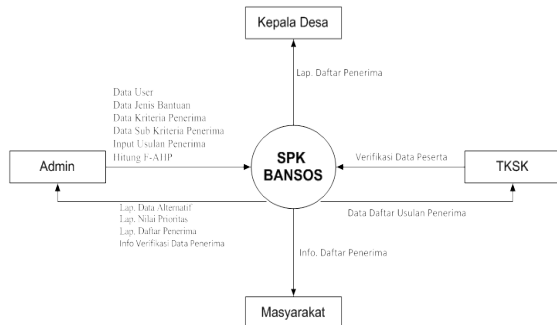 Kepala Desa
Lap. Daftar Penerima
Data User
Data Jenis Bantuan
Data Kriteria Penerima
Data Sub Kriteria Penerima
Input Usulan Penerima
Hitung F-AHP
Admin
SPK
BANSOS
Verifikasi Data Peserta
TKSK
Lap. Data Alternatif
Lap. Nilai Prioritas
Lap. Daftar Penerima
Info Verifikasi Data Penerima
Data Daftar Usulan Penerima
Info. Daftar Penerima
Masyarakat